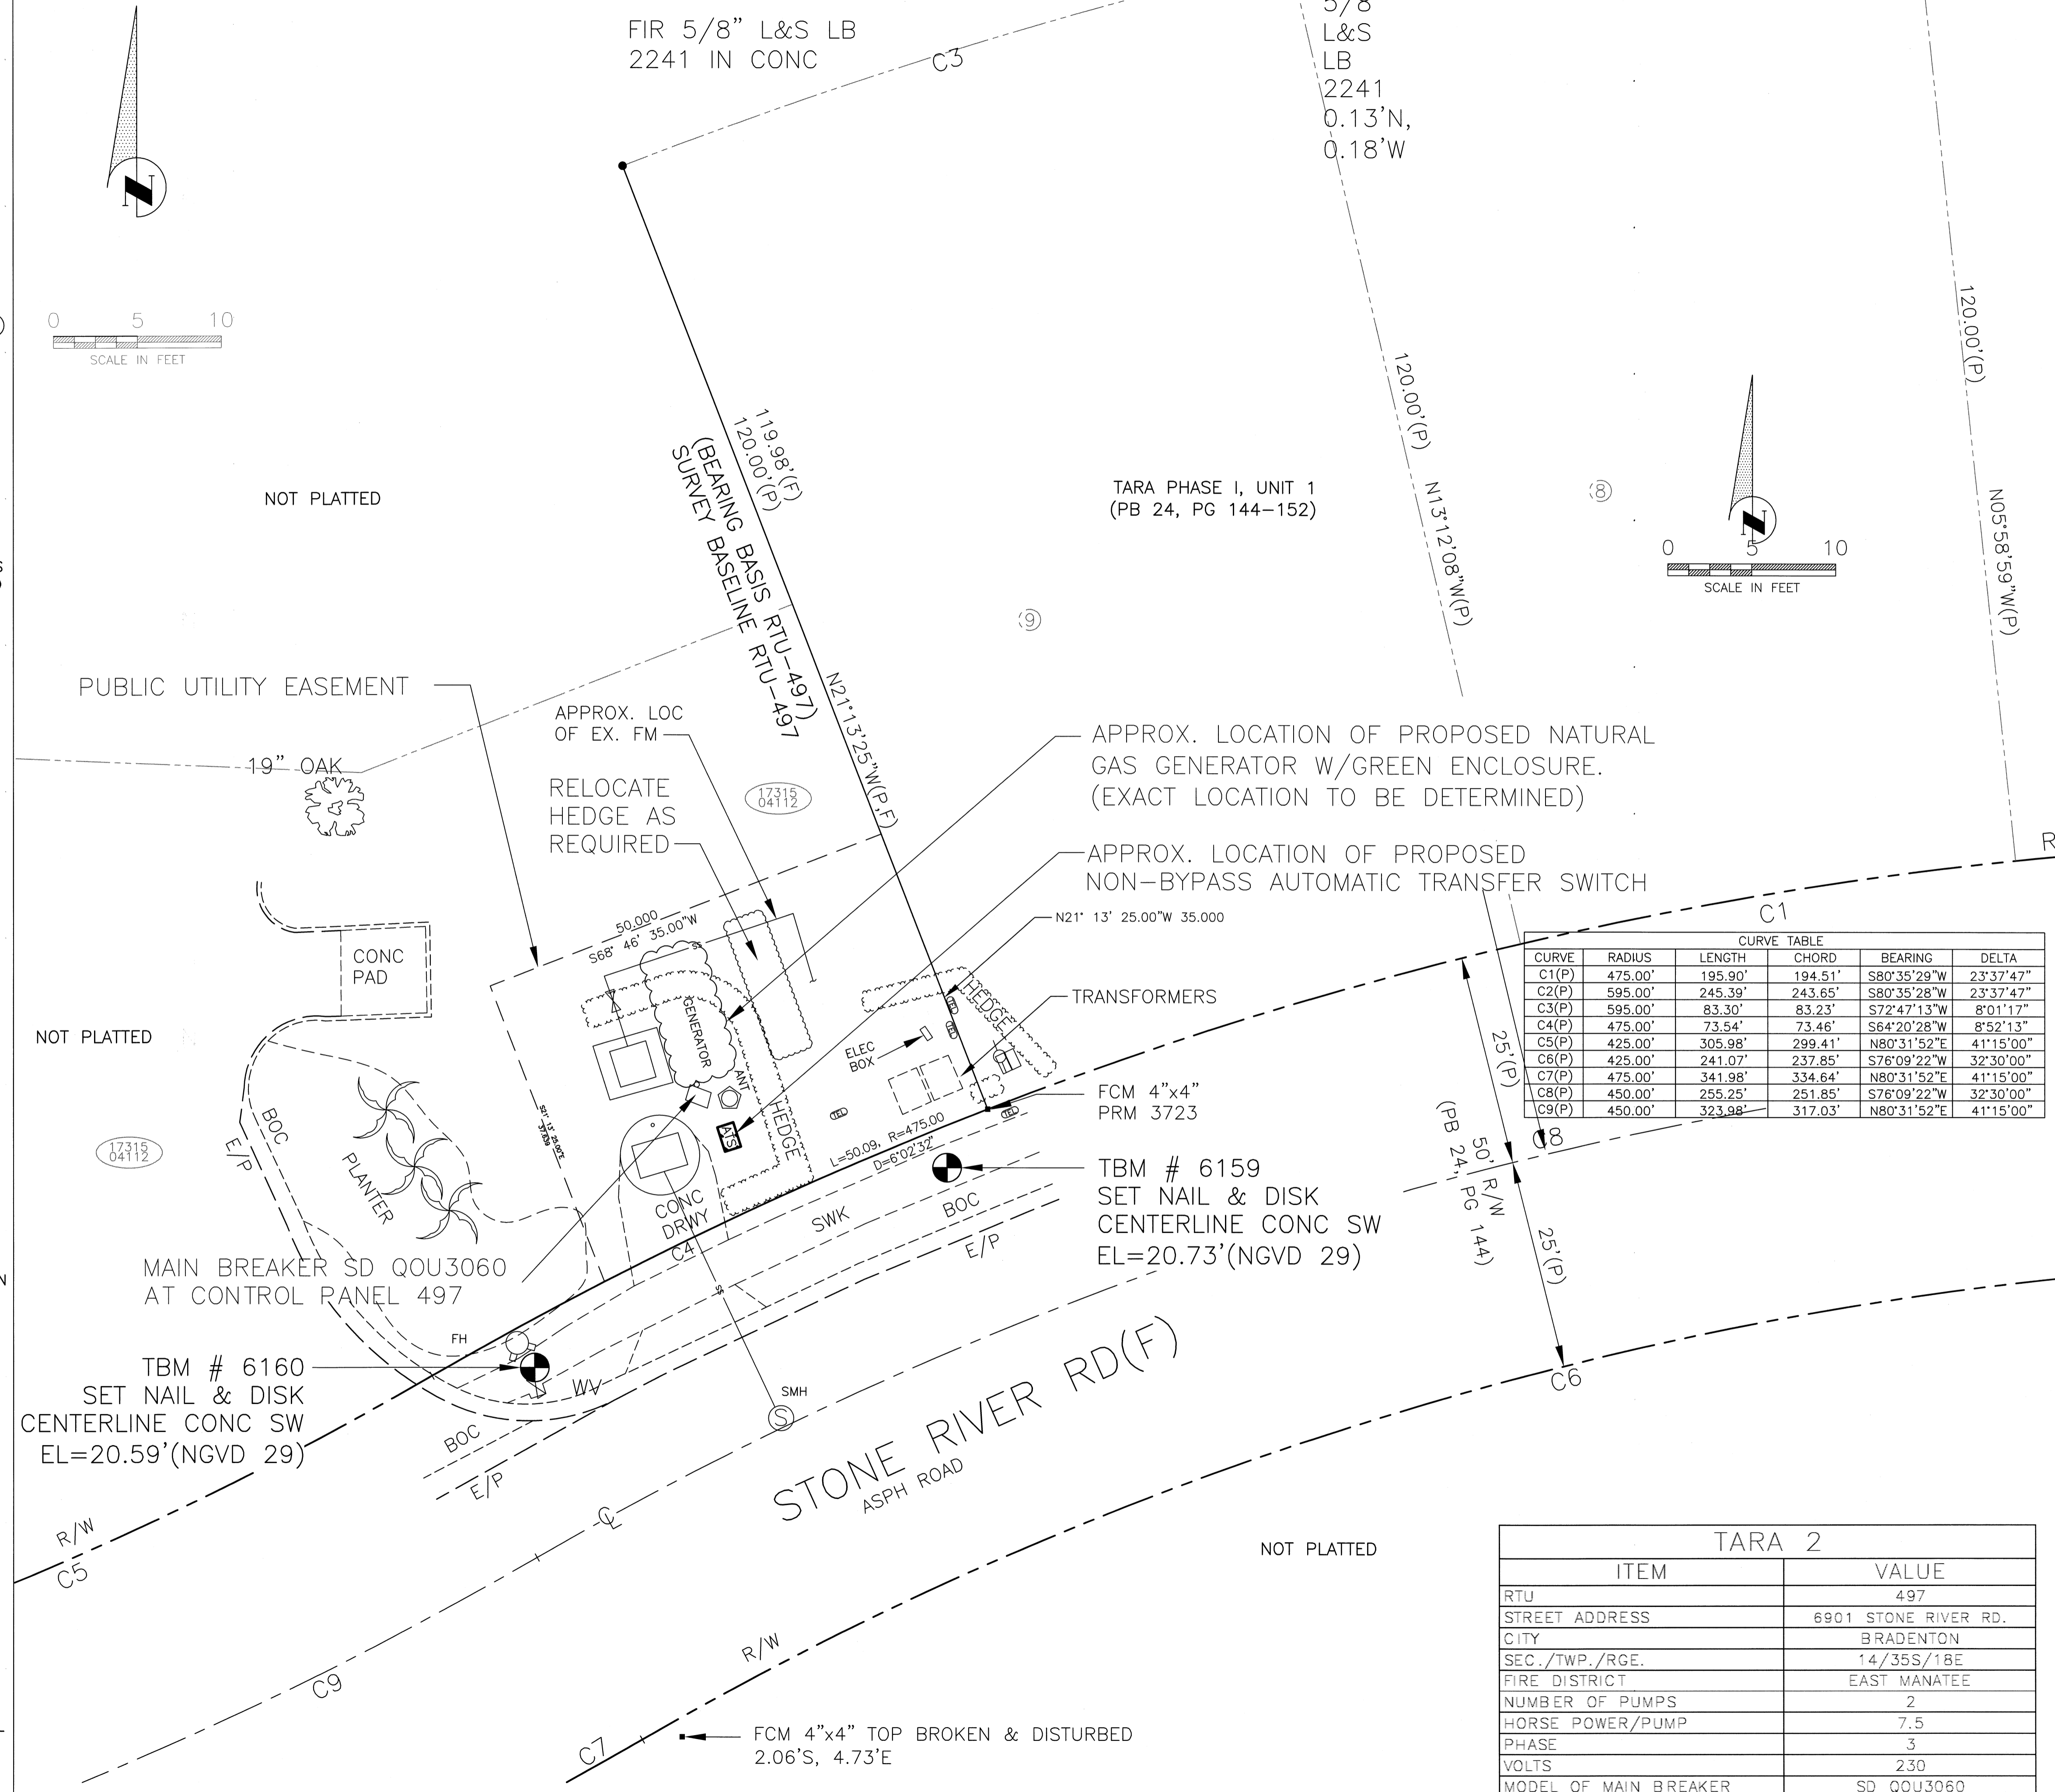 FIR 5/8" L&S LB
2241 IN CONC
C3
5/8
L&S
LB
2241
0.13'N,
0.18'W
N
0 5 10
SCALE IN FEET
NOT PLATTED
119.98'(F)
120.00'(P)
(BEARING BASIS RTU-497)
SURVEY BASELINE RTU-497
N21°13'25"W(P,F)
TARA PHASE I, UNIT 1
(PB 24, PG 144-152)
9
120.00'(P)
N13°12'08"W(P)
8
N
0 5 10
SCALE IN FEET
120.00'(P)
N05°58'59"W(P)
PUBLIC UTILITY EASEMENT
19" OAK
APPROX. LOC
OF EX. FM
RELOCATE
HEDGE AS
REQUIRED
17315
04112
APPROX. LOCATION OF PROPOSED NATURAL
GAS GENERATOR W/GREEN ENCLOSURE.
(EXACT LOCATION TO BE DETERMINED)
APPROX. LOCATION OF PROPOSED
NON-BYPASS AUTOMATIC TRANSFER SWITCH
N21° 13' 25.00"W 35.000
TRANSFORMERS
R
C1
CONC
PAD
50.000
S68° 46' 35.00"W
SS
GENERATOR
ANT
ATS
HEDGE
HEDGE
ELEC
BOX
TEL
TEL
TEL
TEL
FCM 4"x4"
PRM 3723
L=50.09, R=475.00
D=6°02'32"
S21° 13' 25.00"E
37.639
NOT PLATTED
17315
04112
BOC
E/P
PLANTER
CONC
DRWY
C4
SWK
BOC
E/P
TBM # 6159
SET NAIL & DISK
CENTERLINE CONC SW
EL=20.73'(NGVD 29)
MAIN BREAKER SD QOU3060
AT CONTROL PANEL 497
FH
TBM # 6160
SET NAIL & DISK
CENTERLINE CONC SW
EL=20.59'(NGVD 29)
WV
SS
SMH
S
BOC
E/P
STONE RIVER RD(F)
ASPH ROAD
CURVE TABLE
CURVE RADIUS LENGTH CHORD BEARING DELTA
C1(P) 475.00' 195.90' 194.51' S80°35'29"W 23°37'47"
C2(P) 595.00' 245.39' 243.65' S80°35'28"W 23°37'47"
C3(P) 595.00' 83.30' 83.23' S72°47'13"W 8°01'17"
C4(P) 475.00' 73.54' 73.46' S64°20'28"W 8°52'13"
C5(P) 425.00' 305.98' 299.41' N80°31'52"E 41°15'00"
C6(P) 425.00' 241.07' 237.85' S76°09'22"W 32°30'00"
C7(P) 475.00' 341.98' 334.64' N80°31'52"E 41°15'00"
C8(P) 450.00' 255.25' 251.85' S76°09'22"W 32°30'00"
C9(P) 450.00' 323.98' 317.03' N80°31'52"E 41°15'00"
25'(P)
C8
50' R/W
(PB 24, PG 144)
25'(P)
C6
R/W
C5
CL
C9
R/W
C7
FCM 4"x4" TOP BROKEN & DISTURBED
2.06'S, 4.73'E
NOT PLATTED
TARA 2
ITEM VALUE
RTU 497
STREET ADDRESS 6901 STONE RIVER RD.
CITY BRADENTON
SEC./TWP./RGE. 14/35S/18E
FIRE DISTRICT EAST MANATEE
NUMBER OF PUMPS 2
HORSE POWER/PUMP 7.5
PHASE 3
VOLTS 230
MODEL OF MAIN BREAKER SD QOU3060